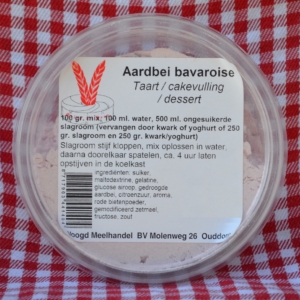 Aardbei bavaroise
Taart / cakevulling
/ dessert
100 gr. mix, 100 ml. water, 500 ml. ongesuikerde
slagroom (vervangen door kwark of yoghurt of 250
gr. slagroom en 250 gr. kwark/yoghurt)
Slagroom stijf kloppen, mix oplossen in water.
daarna doorelkaar spatelen, ca. 4 uur laten
opstijven in de koelkast
ingrediënten: suiker,
maltodextrine, gelatine,
glucose siroop, gedroogde
aardbei, citroenzuur, aroma,
rode bietenpoeder,
gemodificeerd zetmeel,
fructose, zout
Meelhandel BV Molenweg 26